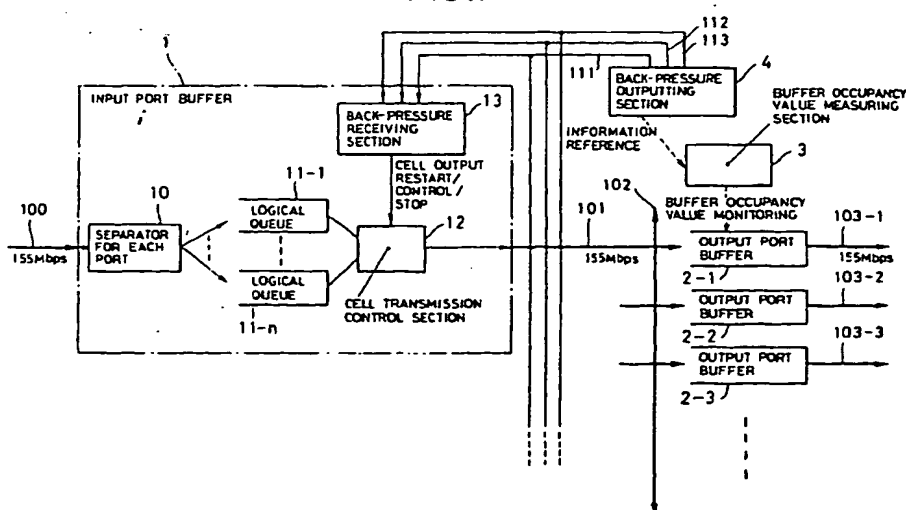 112
113
1
111
4
BACK-PRESSURE
OUTPUTTING
SECTION
BUFFER OCCUPANCY
VALUE MEASURING
SECTION
INPUT PORT BUFFER
i
13
BACK-PRESSURE
RECEIVING
SECTION
INFORMATION
REFERENCE
3
CELL OUTPUT
RESTART/
CONTROL/
STOP
11-1
LOGICAL
QUEUE
12
102
BUFFER OCCUPANCY
VALUE MONITORING
100
155Mbps
10
SEPARATOR
FOR EACH
PORT
101
155Mbps
OUTPUT PORT
BUFFER
103-1
155Mbps
2-1
LOGICAL
QUEUE
11-n
CELL TRANSMISSION
CONTROL SECTION
OUTPUT PORT
BUFFER
103-2
2-2
OUTPUT PORT
BUFFER
103-3
2-3